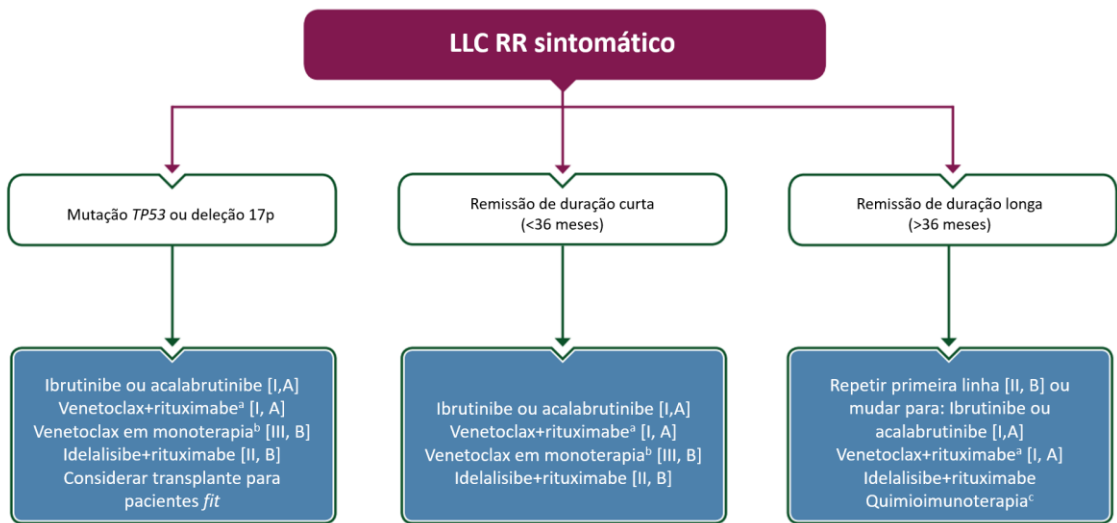 LLC RR sintomático
Mutação TP53 ou deleção 17p
Remissão de duração curta
(<36 meses)
Remissão de duração longa
(>36 meses)
Ibrutinibe ou acalabrutinibe [I,A]
Venetoclax+rituximabeᵃ [I, A]
Venetoclax em monoterapiaᵇ [III, B]
Idelalisibe+rituximabe [II, B]
Considerar transplante para
pacientes fit
Ibrutinibe ou acalabrutinibe [I,A]
Venetoclax+rituximabeᵃ [I, A]
Venetoclax em monoterapiaᵇ [III, B]
Idelalisibe+rituximabe [II, B]
Repetir primeira linha [II, B] ou
mudar para: Ibrutinibe ou
acalabrutinibe [I,A]
Venetoclax+rituximabeᵃ [I, A]
Idelalisibe+rituximabe
Quimioimunoterapiaᶜ